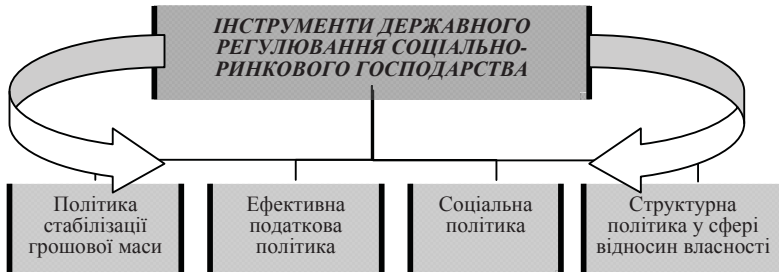 ІНСТРУМЕНТИ ДЕРЖАВНОГО
РЕГУЛЮВАННЯ СОЦІАЛЬНО-
РИНКОВОГО ГОСПОДАРСТВА
Політика
стабілізації
грошової маси
Ефективна
податкова
політика
Соціальна
політика
Структурна
політика у сфері
відносин власності